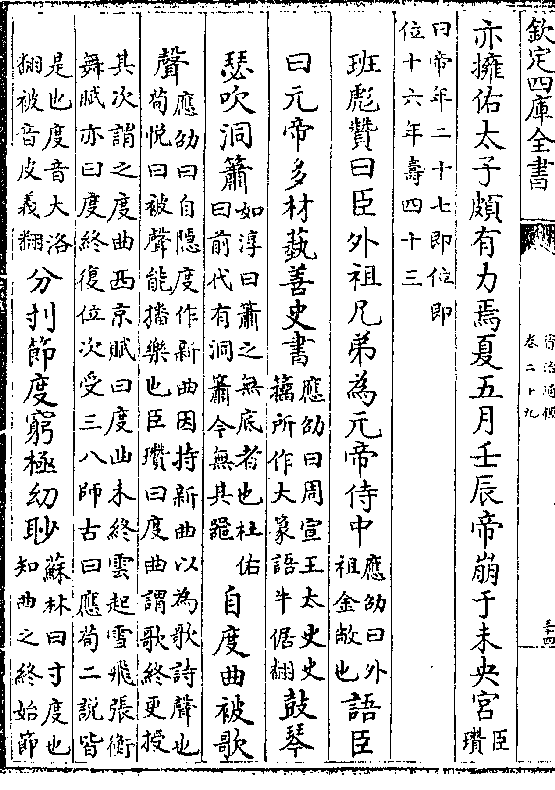 欽定四庫全書
資治通鑑
卷二十九
亦擁佑太子頗有力焉夏五月壬辰帝崩于未央宮臣瓚
曰帝年二十七即位即
位十六年壽四十三
班彪贊曰臣外祖兄弟為元帝侍中應劭曰外祖金敞也語臣
曰元帝多材藝善史書應劭曰周宣王太史史籀所作大篆語牛倨翻鼓琴
瑟吹洞簫如淳曰簫之無底者也杜佑曰前代有洞簫今無其器自度曲被歌
聲應劭曰自隱度作新曲因持新曲以為歌詩聲也荀悅曰被聲能播樂也臣瓚曰度曲謂歌終更授
其次謂之度曲西京賦曰度曲未終雲起雪飛張衡
舞賦亦曰度終復位次受三八師古曰應荀二說皆
是也度音大洛翻被音皮義翻分刌節度窮極幼眇蘇林曰寸度也知曲之終始節